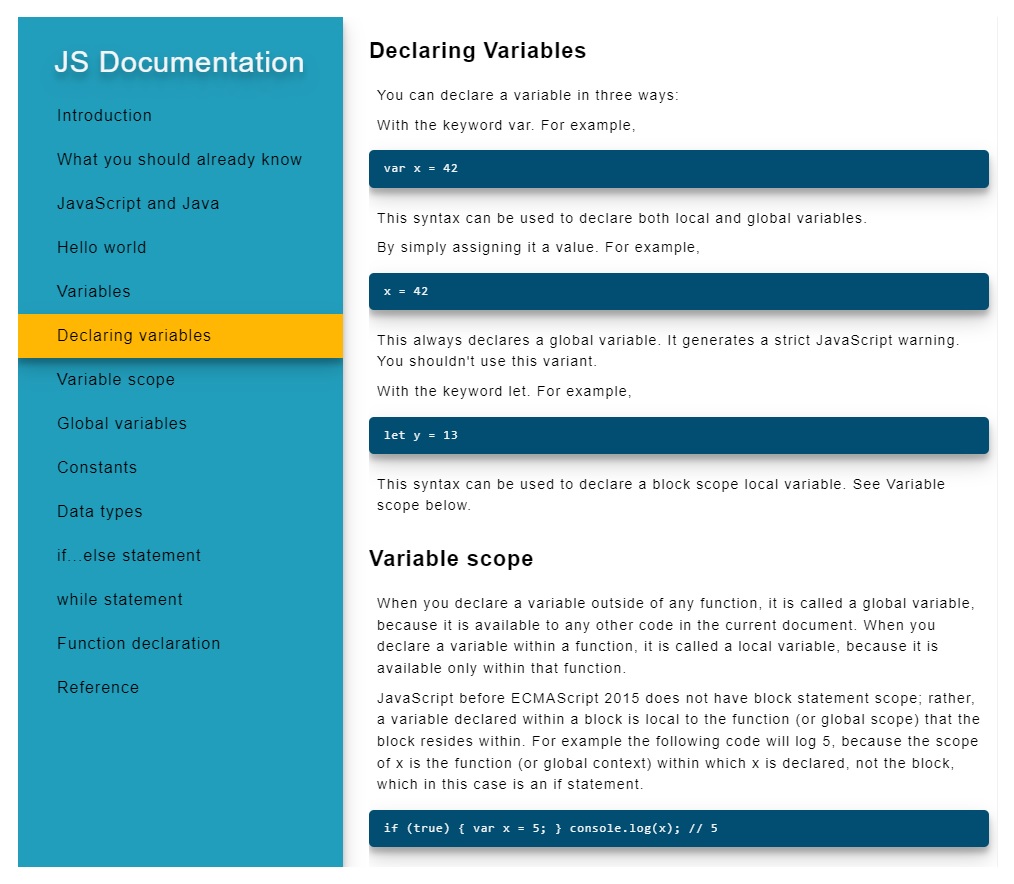 JS Documentation
Introduction
What you should already know
JavaScript and Java
Hello world
Variables
Declaring variables
Variable scope
Global variables
Constants
Data types
if...else statement
while statement
Function declaration
Reference
Declaring Variables
You can declare a variable in three ways:
With the keyword var. For example,
var x = 42
This syntax can be used to declare both local and global variables.
By simply assigning it a value. For example,
x = 42
This always declares a global variable. It generates a strict JavaScript warning.
You shouldn't use this variant.
With the keyword let. For example,
let y = 13
This syntax can be used to declare a block scope local variable. See Variable
scope below.
Variable scope
When you declare a variable outside of any function, it is called a global variable,
because it is available to any other code in the current document. When you
declare a variable within a function, it is called a local variable, because it is
available only within that function.
JavaScript before ECMAScript 2015 does not have block statement scope; rather,
a variable declared within a block is local to the function (or global scope) that the
block resides within. For example the following code will log 5, because the scope
of x is the function (or global context) within which x is declared, not the block,
which in this case is an if statement.
if (true) { var x = 5; } console.log(x); // 5